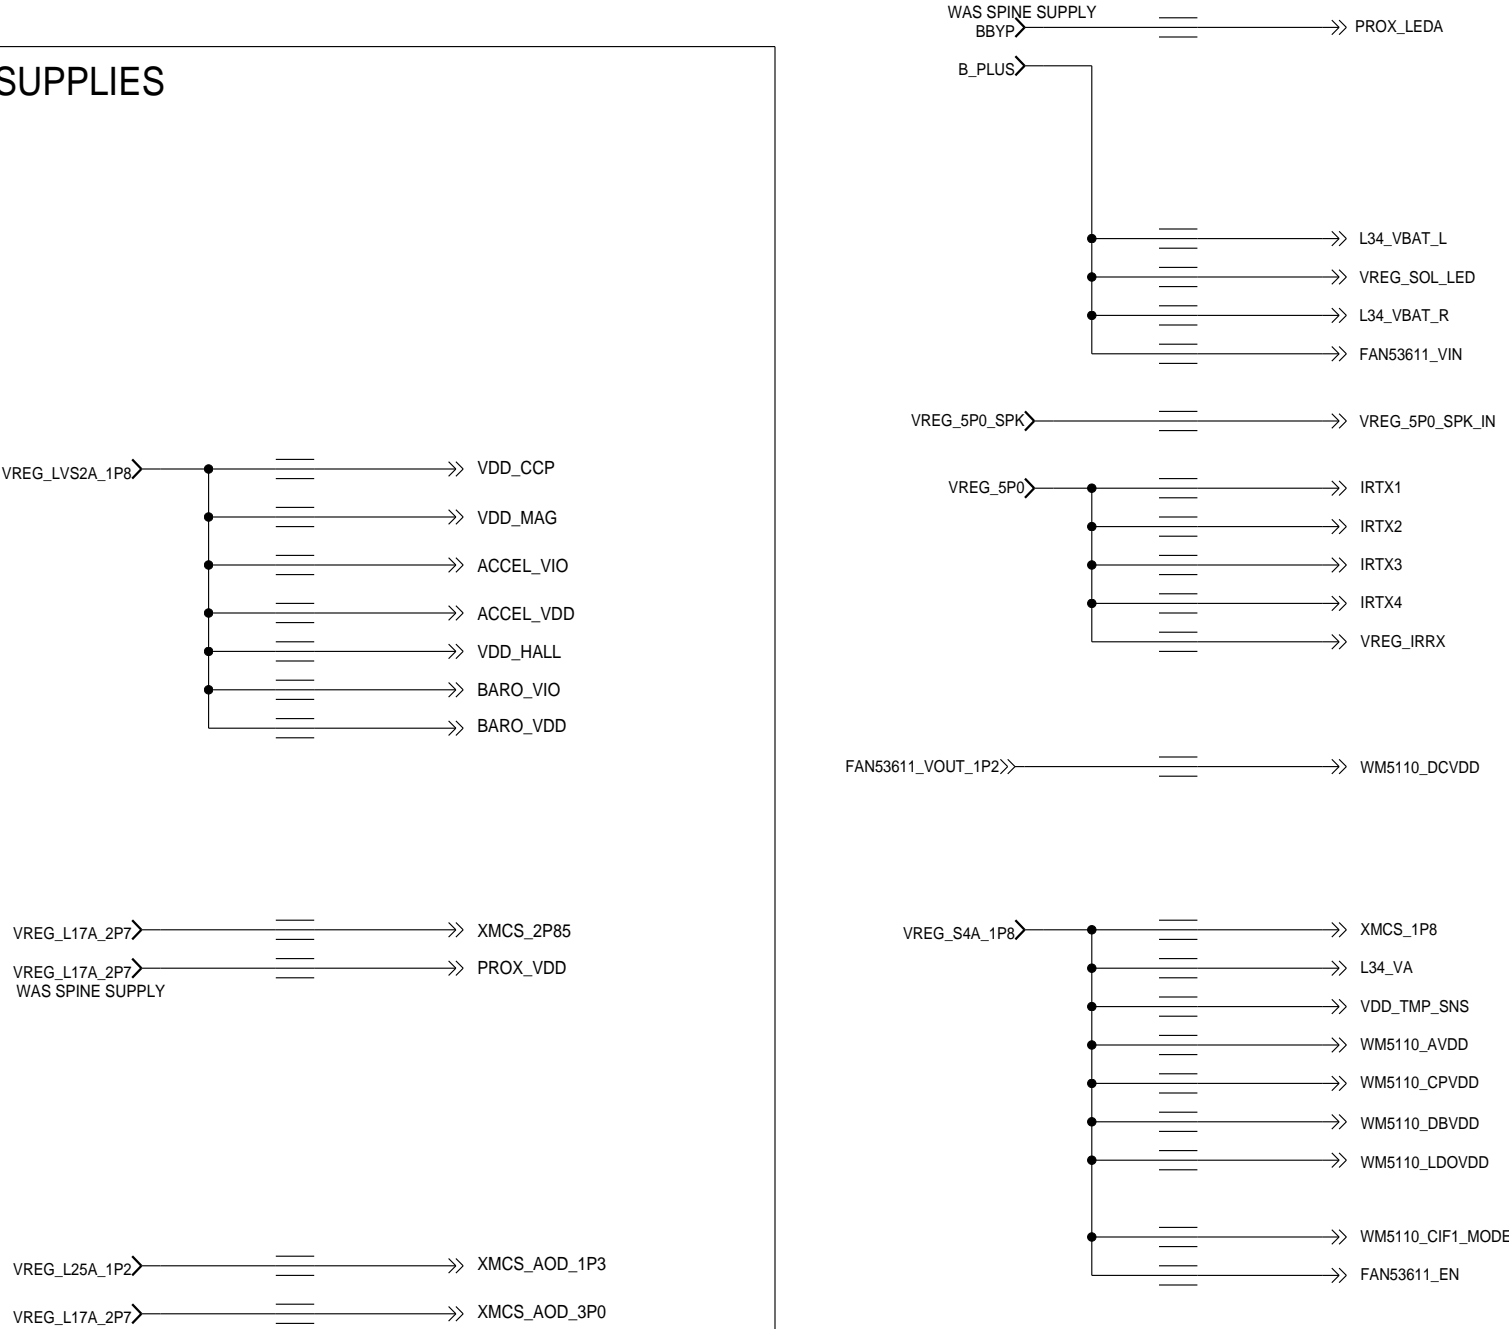 SUPPLIES
VREG_LVS2A_1P8
VDD_CCP
VDD_MAG
ACCEL_VIO
ACCEL_VDD
VDD_HALL
BARO_VIO
BARO_VDD
VREG_L17A_2P7
XMCS_2P85
VREG_L17A_2P7
WAS SPINE SUPPLY
PROX_VDD
VREG_L25A_1P2
XMCS_AOD_1P3
VREG_L17A_2P7
XMCS_AOD_3P0
WAS SPINE SUPPLY
BBYP
PROX_LEDA
B_PLUS
L34_VBAT_L
VREG_SOL_LED
L34_VBAT_R
FAN53611_VIN
VREG_5P0_SPK
VREG_5P0_SPK_IN
VREG_5P0
IRTX1
IRTX2
IRTX3
IRTX4
VREG_IRRX
FAN53611_VOUT_1P2
WM5110_DCVDD
VREG_S4A_1P8
XMCS_1P8
L34_VA
VDD_TMP_SNS
WM5110_AVDD
WM5110_CPVDD
WM5110_DBVDD
WM5110_LDOVDD
WM5110_CIF1_MODE
FAN53611_EN